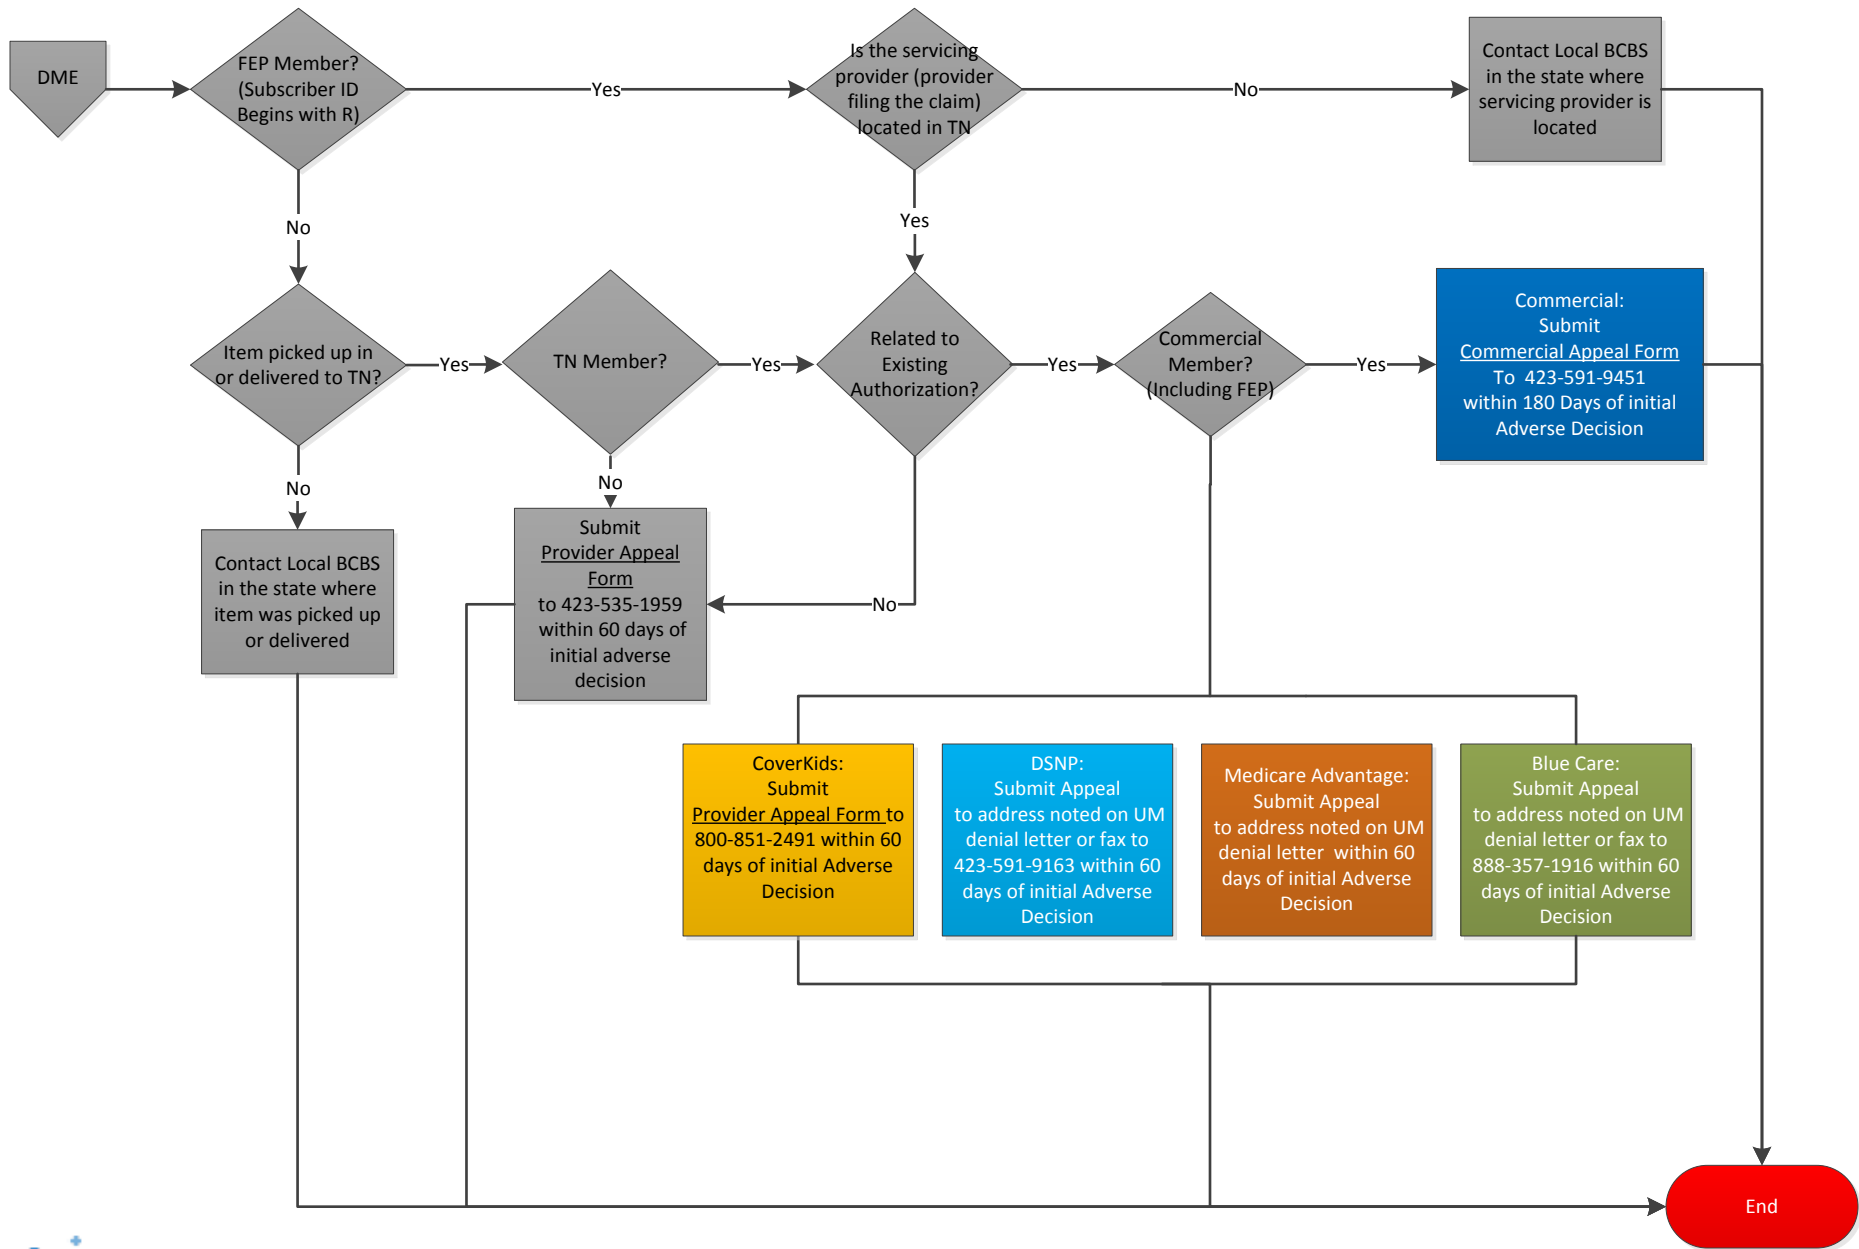 DME
FEP Member?
(Subscriber ID
Begins with R)
Yes
Is the servicing
provider (provider
filing the claim)
located in TN
No
Contact Local BCBS
in the state where
servicing provider is
located
No
Yes
Item picked up in
or delivered to TN?
Yes
TN Member?
Yes
Related to
Existing
Authorization?
Yes
Commercial
Member?
(Including FEP)
Yes
Commercial:
Submit
Commercial Appeal Form
To 423-591-9451
within 180 Days of initial
Adverse Decision
No
No
Contact Local BCBS
in the state where
item was picked up
or delivered
Submit
Provider Appeal
Form
to 423-535-1959
within 60 days of
initial adverse
decision
No
CoverKids:
Submit
Provider Appeal Form to
800-851-2491 within 60
days of initial Adverse
Decision
DSNP:
Submit Appeal
to address noted on UM
denial letter or fax to
423-591-9163 within 60
days of initial Adverse
Decision
Medicare Advantage:
Submit Appeal
to address noted on UM
denial letter within 60
days of initial Adverse
Decision
Blue Care:
Submit Appeal
to address noted on UM
denial letter or fax to
888-357-1916 within 60
days of initial Adverse
Decision
End